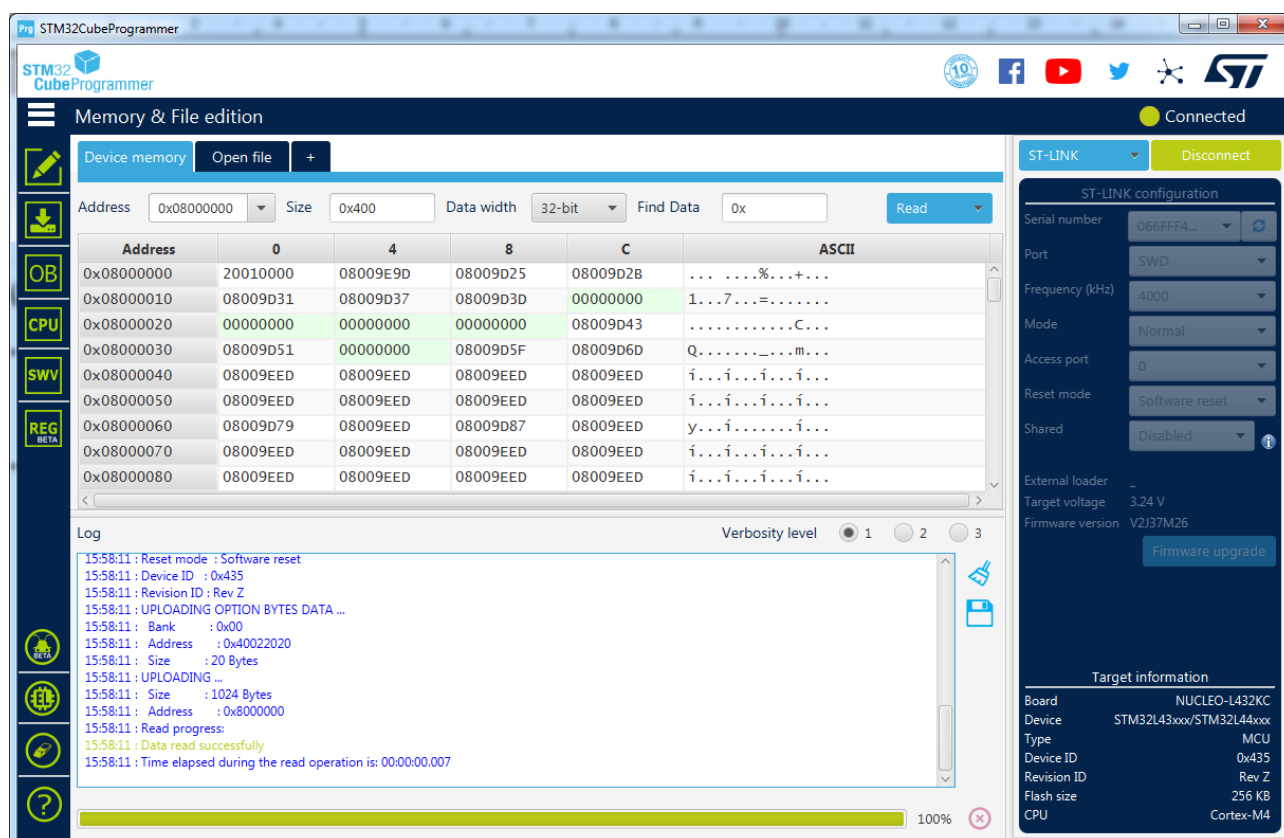 Prg STM32CubeProgrammer
STM32
CubeProgrammer
10
ST
Memory & File edition
Connected
Device memory Open file +
ST-LINK Disconnect
Address 0x08000000 Size 0x400 Data width 32-bit Find Data 0x Read
ST-LINK configuration
Serial number 066FFF4...
Port SWD
Frequency (kHz) 4000
Mode Normal
Access port 0
Reset mode Software reset
Shared Disabled
External loader _
Target voltage 3.24 V
Firmware version V2J37M26
Firmware upgrade
OB
CPU
SWV
REG
BETA
BETA
Address 0 4 8 C ASCII
0x08000000 20010000 08009E9D 08009D25 08009D2B ... ....%...+...
0x08000010 08009D31 08009D37 08009D3D 00000000 1...7...=.......
0x08000020 00000000 00000000 00000000 08009D43 ............C...
0x08000030 08009D51 00000000 08009D5F 08009D6D Q......._...m...
0x08000040 08009EED 08009EED 08009EED 08009EED í...í...í...í...
0x08000050 08009EED 08009EED 08009EED 08009EED í...í...í...í...
0x08000060 08009D79 08009EED 08009D87 08009EED y...í.......í...
0x08000070 08009EED 08009EED 08009EED 08009EED í...í...í...í...
0x08000080 08009EED 08009EED 08009EED 08009EED í...í...í...í...
Log Verbosity level 1 2 3
15:58:11 : Reset mode : Software reset
15:58:11 : Device ID : 0x435
15:58:11 : Revision ID : Rev Z
15:58:11 : UPLOADING OPTION BYTES DATA ...
15:58:11 : Bank : 0x00
15:58:11 : Address : 0x40022020
15:58:11 : Size : 20 Bytes
15:58:11 : UPLOADING ...
15:58:11 : Size : 1024 Bytes
15:58:11 : Address : 0x8000000
15:58:11 : Read progress:
15:58:11 : Data read successfully
15:58:11 : Time elapsed during the read operation is: 00:00:00.007
100%
Target information
Board NUCLEO-L432KC
Device STM32L43xxx/STM32L44xxx
Type MCU
Device ID 0x435
Revision ID Rev Z
Flash size 256 KB
CPU Cortex-M4